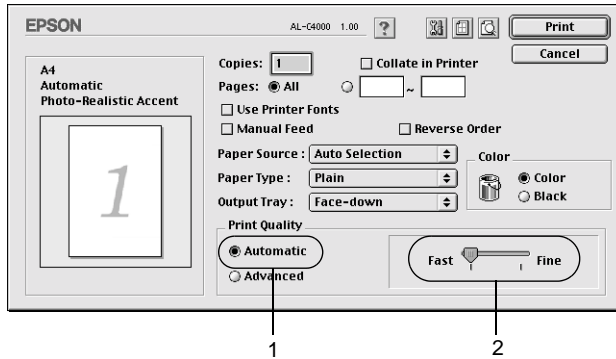 EPSON
AL-C4000 1.00
?
Print
Cancel
A4
Automatic
Photo-Realistic Accent
1
Copies: 1
Collate in Printer
Pages: All ~
Use Printer Fonts
Manual Feed
Reverse Order
Paper Source : Auto Selection
Paper Type : Plain
Output Tray : Face-down
Color
Color
Black
Print Quality
Automatic
Advanced
Fast Fine
1
2